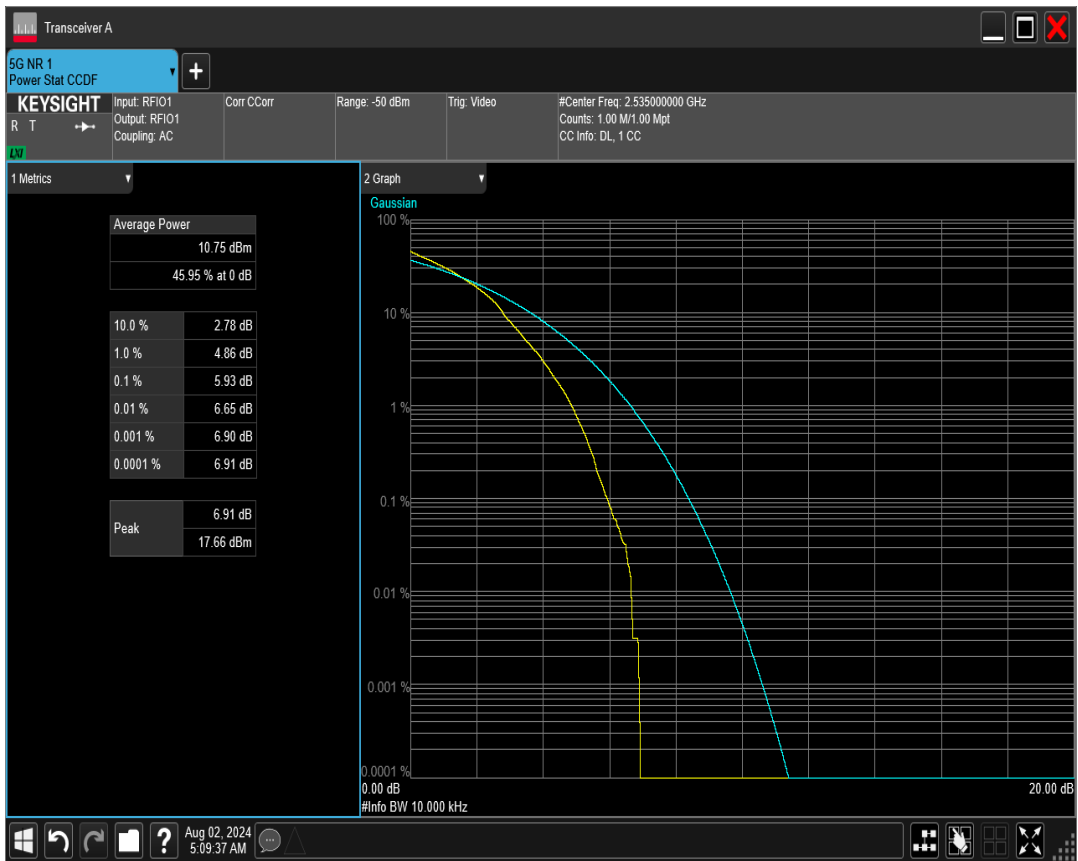 Transceiver A
5G NR 1
Power Stat CCDF
+
KEYSIGHT
R T
LXI
Input: RFIO1
Output: RFIO1
Coupling: AC
Corr CCorr
Range: -50 dBm
Trig: Video
#Center Freq: 2.535000000 GHz
Counts: 1.00 M/1.00 Mpt
CC Info: DL, 1 CC
1 Metrics
Average Power
10.75 dBm
45.95 % at 0 dB
10.0 % 2.78 dB
1.0 % 4.86 dB
0.1 % 5.93 dB
0.01 % 6.65 dB
0.001 % 6.90 dB
0.0001 % 6.91 dB
Peak 6.91 dB
17.66 dBm
2 Graph
Gaussian
100 %
10 %
1 %
0.1 %
0.01 %
0.001 %
0.0001 %
0.00 dB 20.00 dB
#Info BW 10.000 kHz
?
Aug 02, 2024
5:09:37 AM